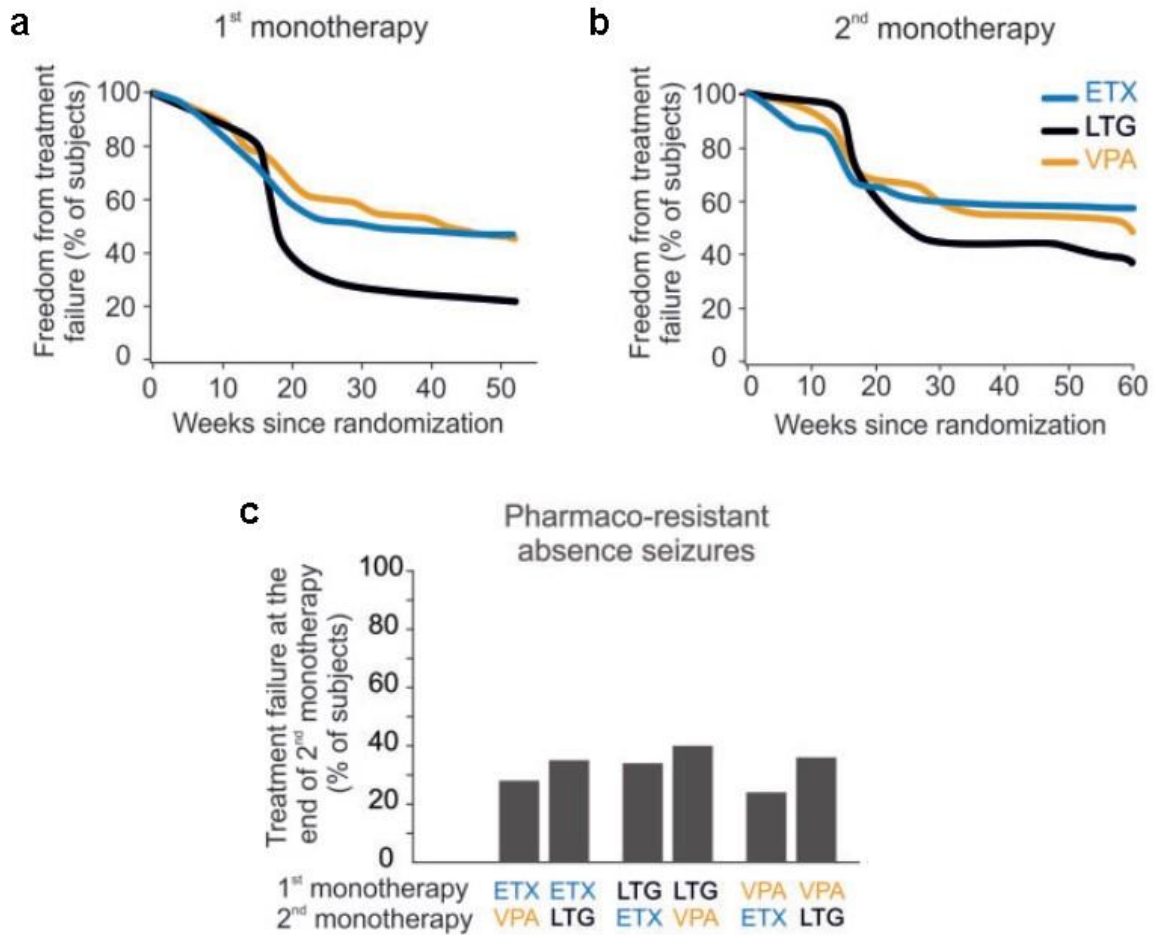 a
1st monotherapy
Freedom from treatment
failure (% of subjects)
100
80
60
40
20
0
0 10 20 30 40 50
Weeks since randomization
b
2nd monotherapy
Freedom from treatment
failure (% of subjects)
100
80
60
40
20
0
0 10 20 30 40 50 60
Weeks since randomization
ETX
LTG
VPA
c
Pharmaco-resistant
absence seizures
Treatment failure at the
end of 2nd monotherapy
(% of subjects)
100
80
60
40
20
0
1st monotherapy ETX ETX LTG LTG VPA VPA
2nd monotherapy VPA LTG ETX VPA ETX LTG